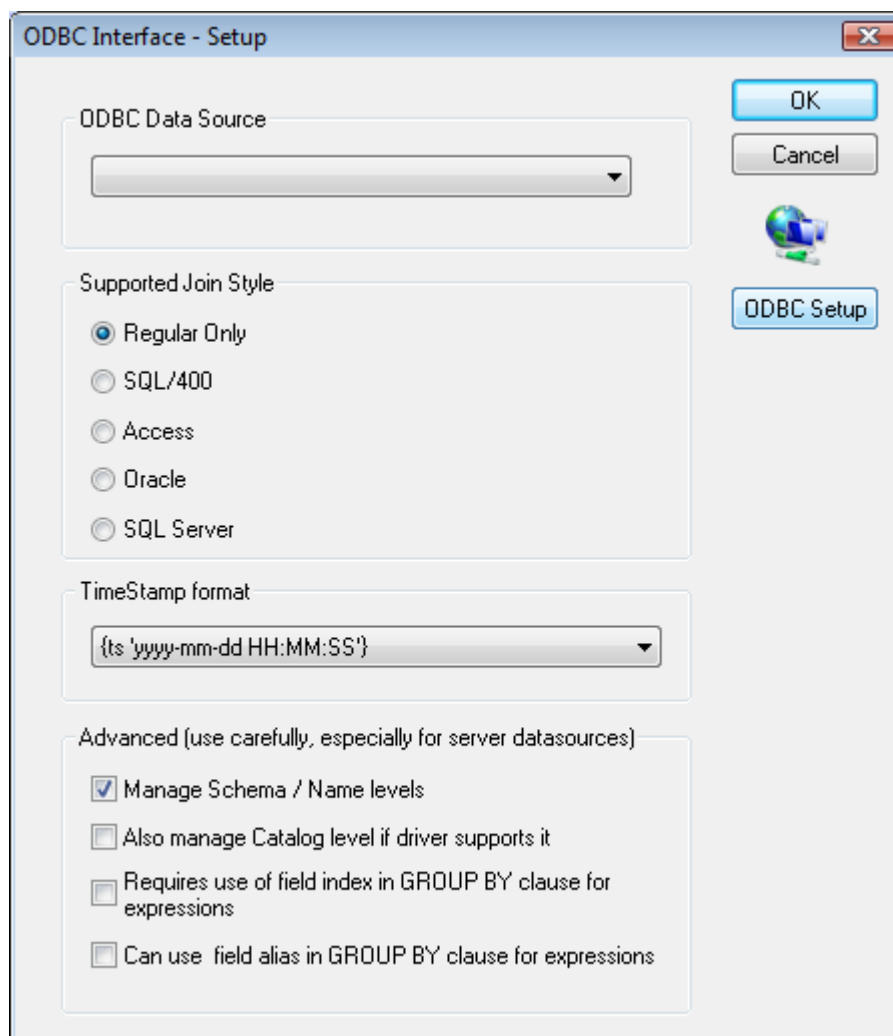 ODBC Interface - Setup
ODBC Data Source
OK
Cancel
Supported Join Style
ODBC Setup
Regular Only
SQL/400
Access
Oracle
SQL Server
TimeStamp format
{ts 'yyyy-mm-dd HH:MM:SS'}
Advanced (use carefully, especially for server datasources)
Manage Schema / Name levels
Also manage Catalog level if driver supports it
Requires use of field index in GROUP BY clause for
expressions
Can use  field alias in GROUP BY clause for expressions